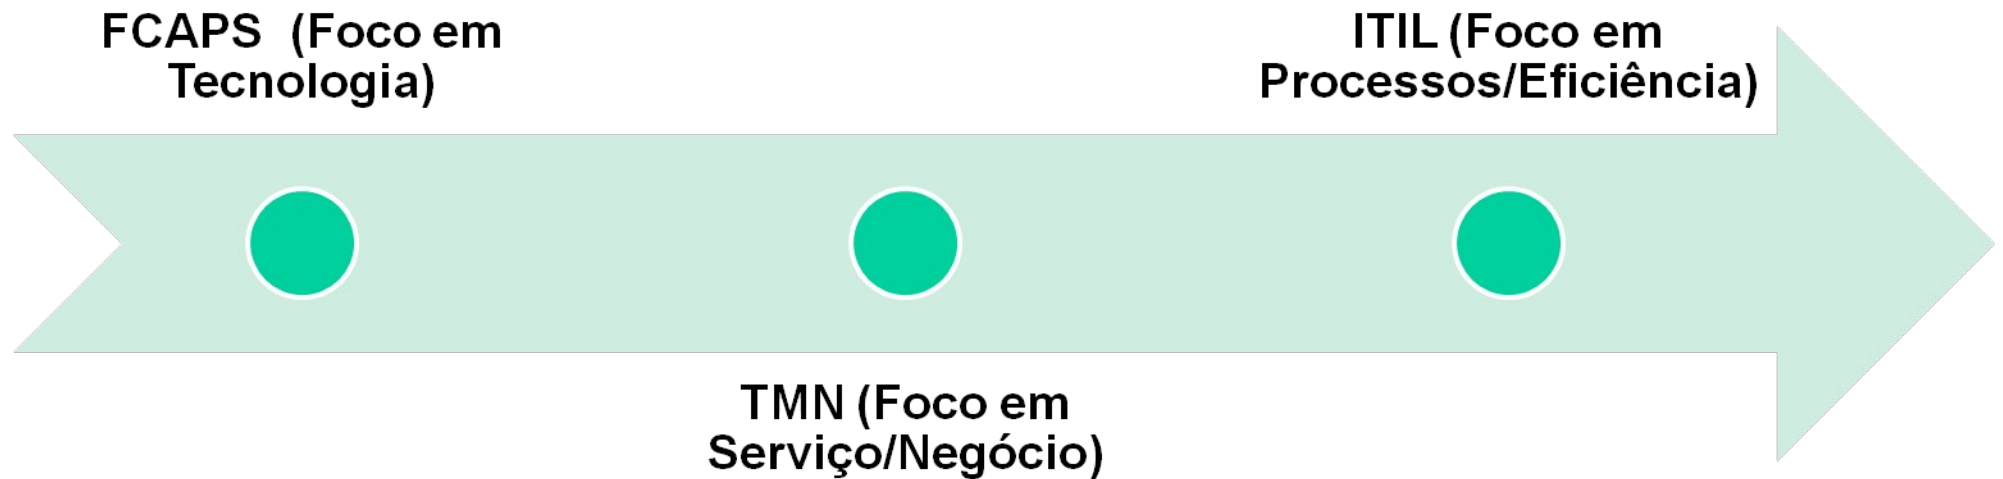 FCAPS  (Foco em
Tecnologia)
TMN (Foco em
Serviço/Negócio)
ITIL (Foco em
Processos/Eficiência)